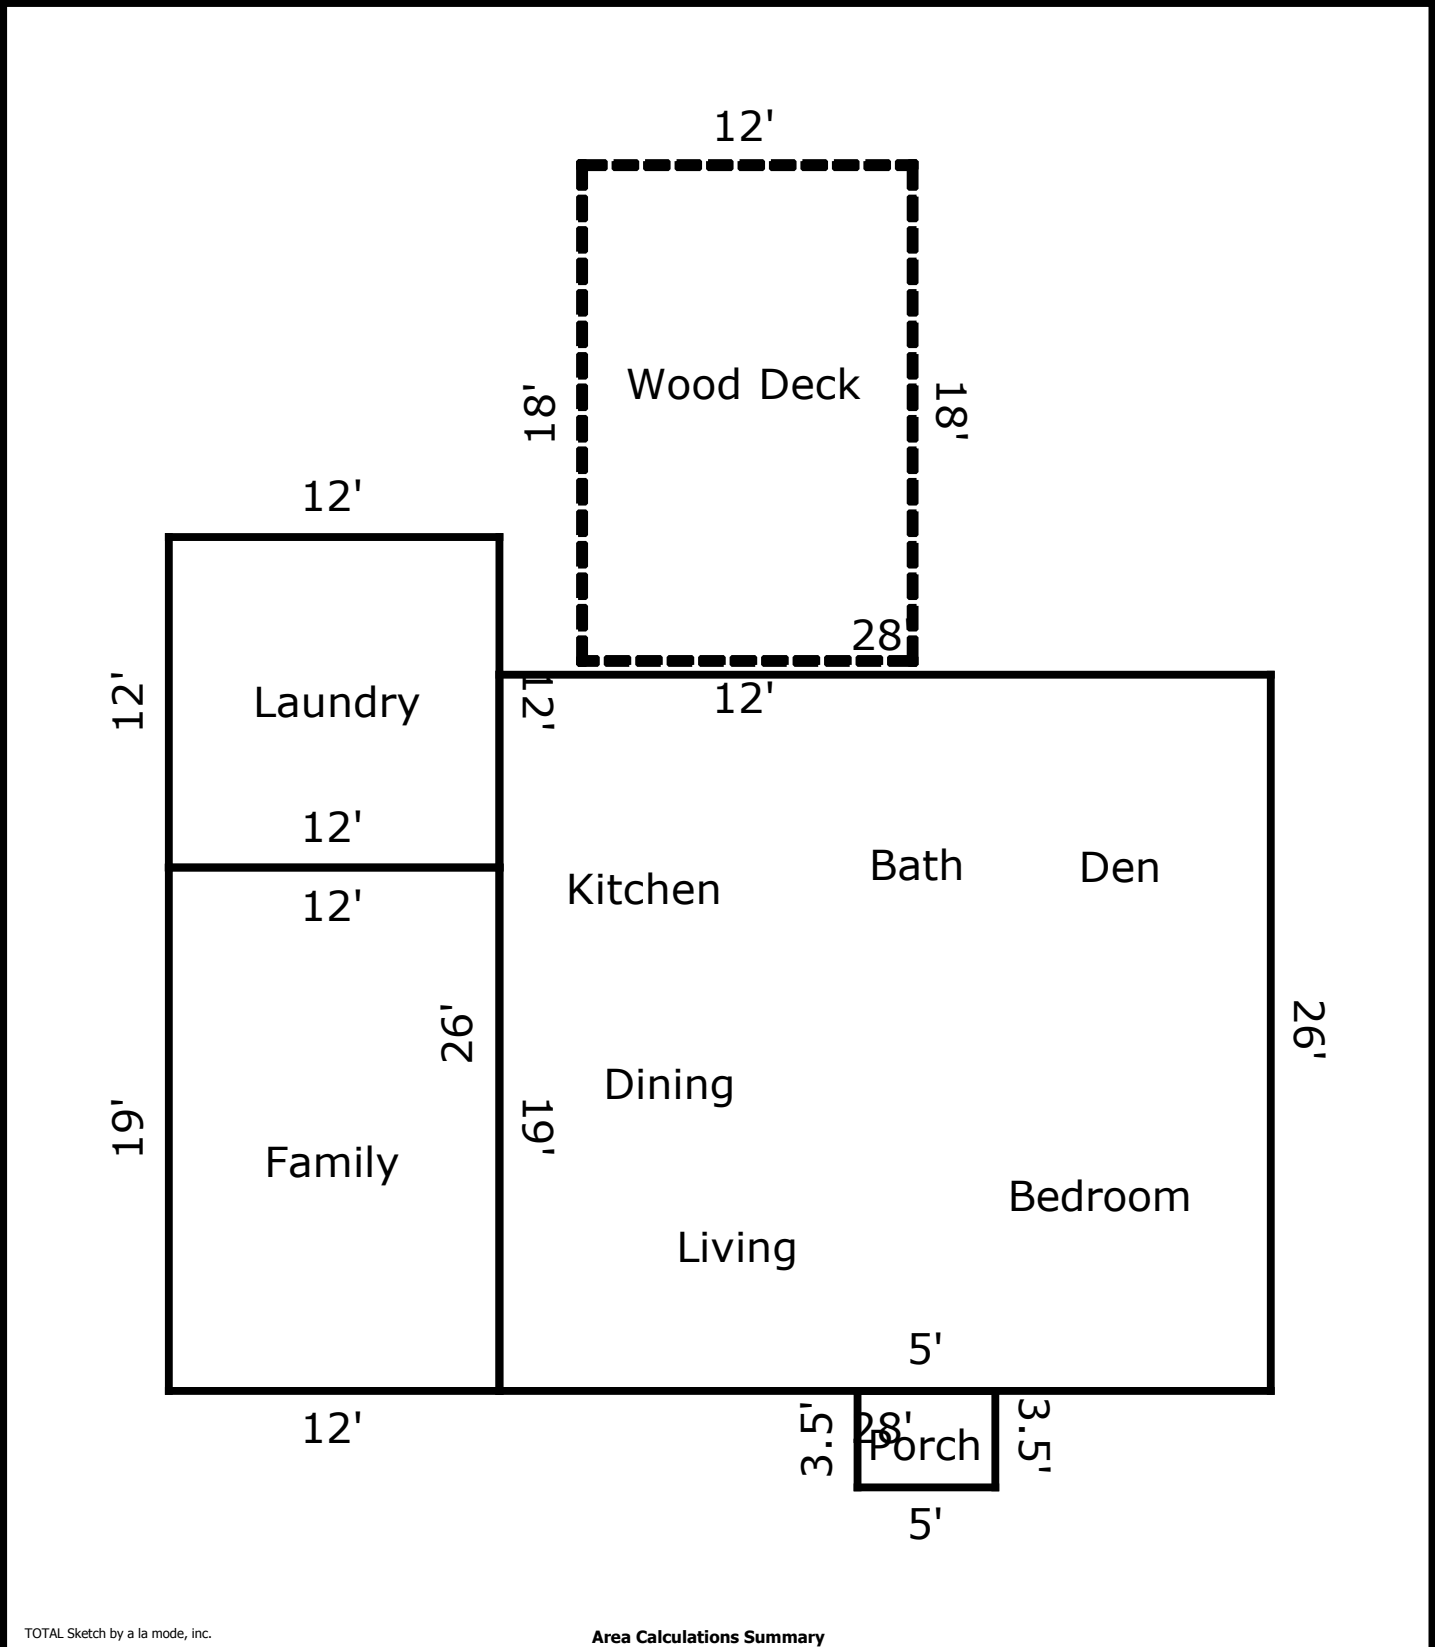 12'
Wood Deck
18'
18'
12'
28'
12'
12'
Laundry
12'
12'
12'
Kitchen
Bath
Den
12'
26'
26'
Dining
19'
19'
Family
Bedroom
Living
5'
12'
3.5'
28'
Porch
3.5'
5'
TOTAL Sketch by a la mode, inc.
Area Calculations Summary